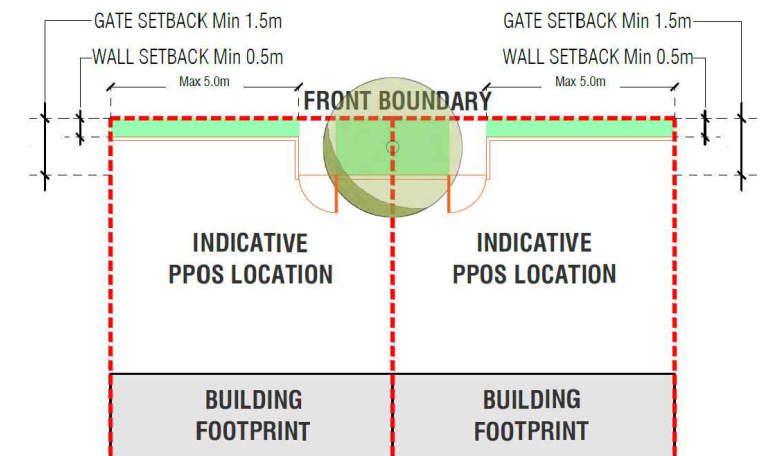 GATE SETBACK Min 1.5m
GATE SETBACK Min 1.5m
WALL SETBACK Min 0.5m
WALL SETBACK Min 0.5m
Max 5.0m
Max 5.0m
FRONT BOUNDARY
INDICATIVE
PPOS LOCATION
INDICATIVE
PPOS LOCATION
BUILDING
FOOTPRINT
BUILDING
FOOTPRINT